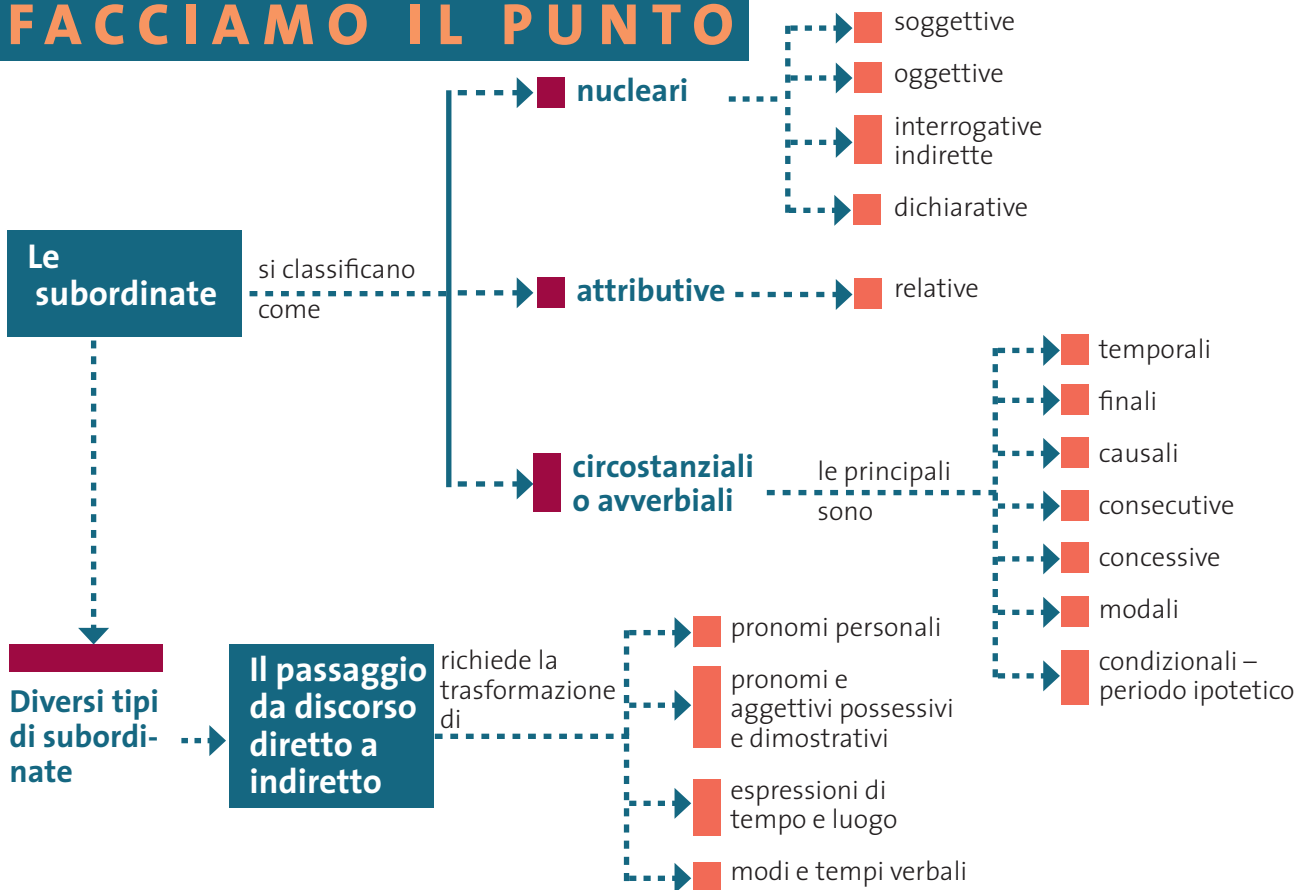 FACCIAMO IL PUNTO
Le
subordinate
si classificano
come
nucleari
soggettive
oggettive
interrogative
indirette
dichiarative
attributive
relative
circostanziali
o avverbiali
le principali
sono
temporali
finali
causali
consecutive
concessive
modali
condizionali –
periodo ipotetico
Diversi tipi
di subordi-
nate
Il passaggio
da discorso
diretto a
indiretto
richiede la
trasformazione
di
pronomi personali
pronomi e
aggettivi possessivi
e dimostrativi
espressioni di
tempo e luogo
modi e tempi verbali